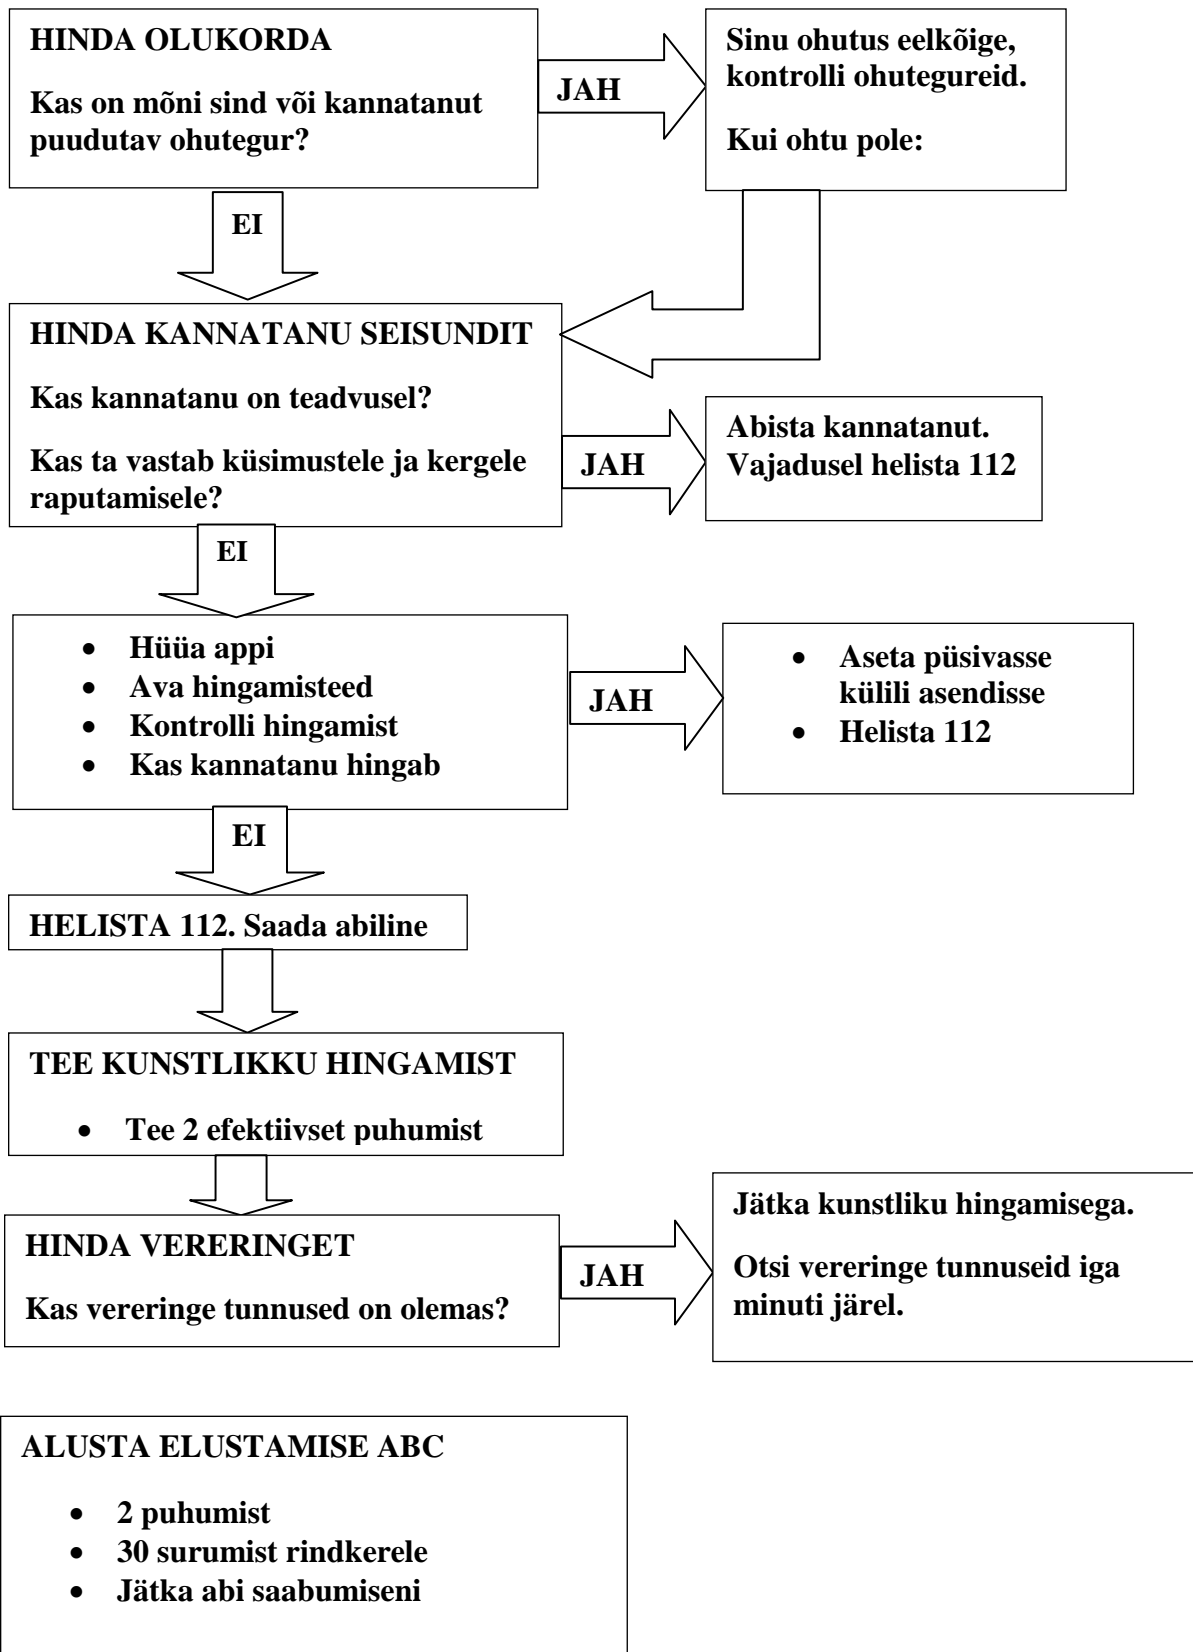 HINDA OLUKORDA
Kas on mõni sind või kannatanut
puudutav ohutegur?
JAH
Sinu ohutus eelkõige,
kontrolli ohutegureid.
Kui ohtu pole:
EI
HINDA KANNATANU SEISUNDIT
Kas kannatanu on teadvusel?
Kas ta vastab küsimustele ja kergele
raputamisele?
JAH
Abista kannatanut.
Vajadusel helista 112
EI
• Hüüa appi
• Ava hingamisteed
• Kontrolli hingamist
• Kas kannatanu hingab
JAH
• Aseta püsivasse
külili asendisse
• Helista 112
EI
HELISTA 112. Saada abiline
TEE KUNSTLIKKU HINGAMIST
• Tee 2 efektiivset puhumist
HINDA VERERINGET
Kas vereringe tunnused on olemas?
JAH
Jätka kunstliku hingamisega.
Otsi vereringe tunnuseid iga
minuti järel.
ALUSTA ELUSTAMISE ABC
• 2 puhumist
• 30 surumist rindkerele
• Jätka abi saabumiseni